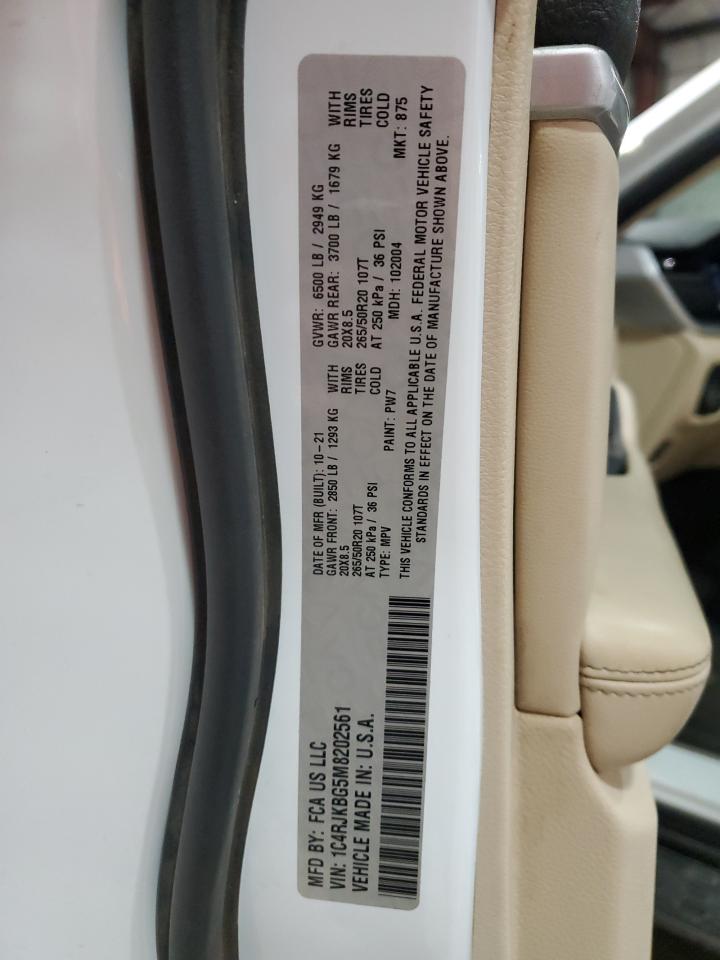 MFD BY: FCA US LLC
DATE OF MFR (BUILT): 10-21
GVWR: 6500 LB / 2949 KG
GAWR FRONT: 2850 LB / 1293 KG WITH
GAWR REAR: 3700 LB / 1679 KG WITH
20X8.5 RIMS
20X8.5 RIMS
265/50R20 107T TIRES
265/50R20 107T TIRES
AT 250 kPa / 36 PSI COLD
AT 250 kPa / 36 PSI COLD
VIN: 1C4RJKBG5M8202561
TYPE: MPV
PAINT: PW7
MDH: 102004
MKT: 875
VEHICLE MADE IN: U.S.A.
THIS VEHICLE CONFORMS TO ALL APPLICABLE U.S.A. FEDERAL MOTOR VEHICLE SAFETY
STANDARDS IN EFFECT ON THE DATE OF MANUFACTURE SHOWN ABOVE.